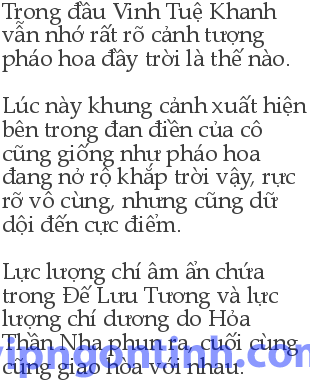 Trong đầu Vinh Tuệ Khanh
vẫn nhớ rất rõ cảnh tượng
pháo hoa đầy trời là thế nào.
Lúc này khung cảnh xuất hiện
bên trong đan điền của cô
cũng giống như pháo hoa
đang nở rộ khắp trời vậy, rực
rỡ vô cùng, nhưng cũng dữ
dội đến cực điểm.
Lực lượng chí âm ẩn chứa
trong Đế Lưu Tương và lực
lượng chí dương do Hỏa
Thần Nha phun ra, cuối cùng
cũng giao hòa với nhau.
vipngontinh.com